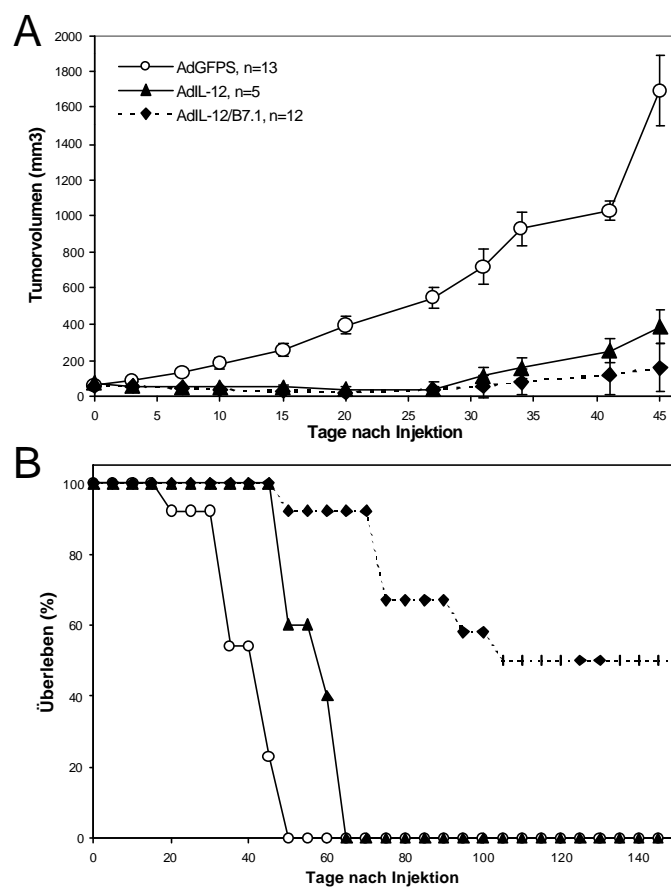 A
2000
1800
1600
1400
1200
1000
800
600
400
200
0
Tumorvolumen (mm3)
AdGFPS, n=13
AdIL-12, n=5
AdIL-12/B7.1, n=12
0 5 10 15 20 25 30 35 40 45
Tage nach Injektion
B
100
80
60
40
20
0
Überleben (%)
0 20 40 60 80 100 120 140
Tage nach Injektion